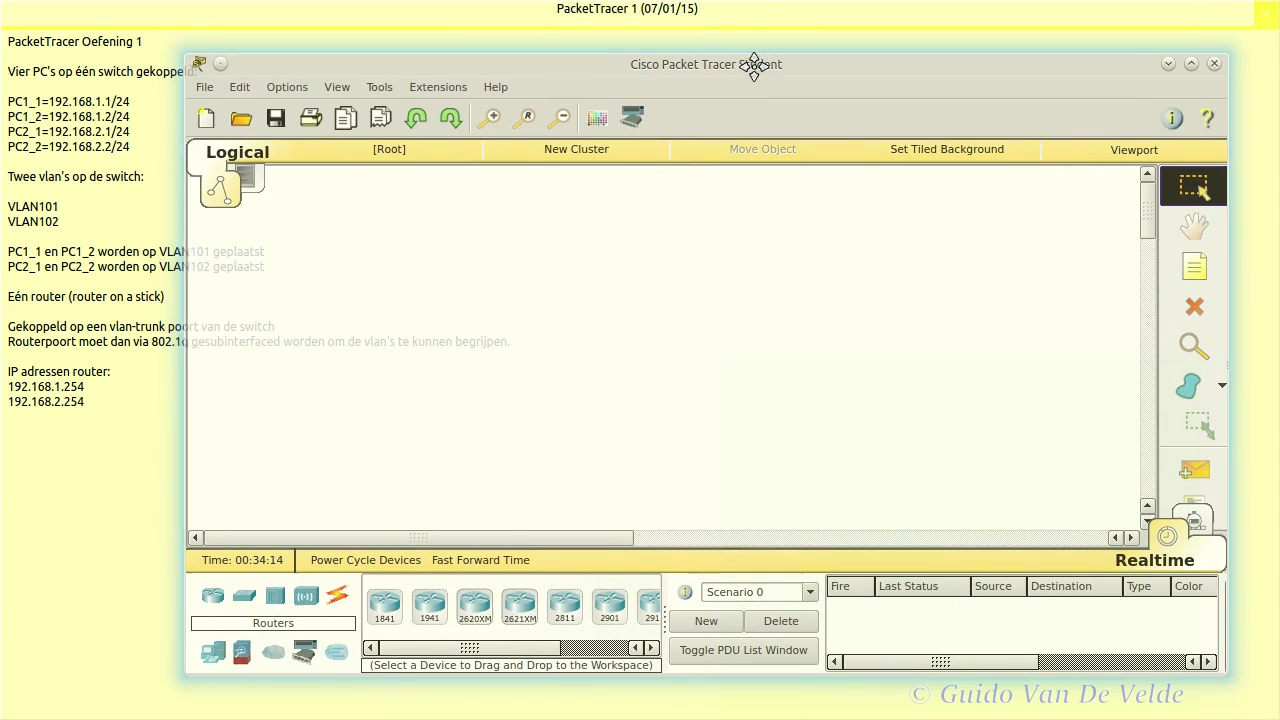 PacketTracer 1 (07/01/15)
PacketTracer Oefening 1
Vier PC's op één switch gekoppeld:
PC1_1=192.168.1.1/24
PC1_2=192.168.1.2/24
PC2_1=192.168.2.1/24
PC2_2=192.168.2.2/24
Twee vlan's op de switch:
VLAN101
VLAN102
PC1_1 en PC1_2 worden op VLAN101 geplaatst
PC2_1 en PC2_2 worden op VLAN102 geplaatst
Eén router (router on a stick)
Gekoppeld op een vlan-trunk poort van de switch
Routerpoort moet dan via 802.1q gesubinterfaced worden om de vlan's te kunnen begrijpen.
IP adressen router:
192.168.1.254
192.168.2.254
Cisco Packet Tracer
File Edit Options View Tools Extensions Help
Logical [Root] New Cluster Move Object Set Tiled Background Viewport
Time: 00:34:14 Power Cycle Devices Fast Forward Time Realtime
Routers
1841 1941 2620XM 2621XM 2811 2901 291
(Select a Device to Drag and Drop to the Workspace)
Scenario 0
New Delete
Toggle PDU List Window
Fire Last Status Source Destination Type Color
© Guido Van De Velde